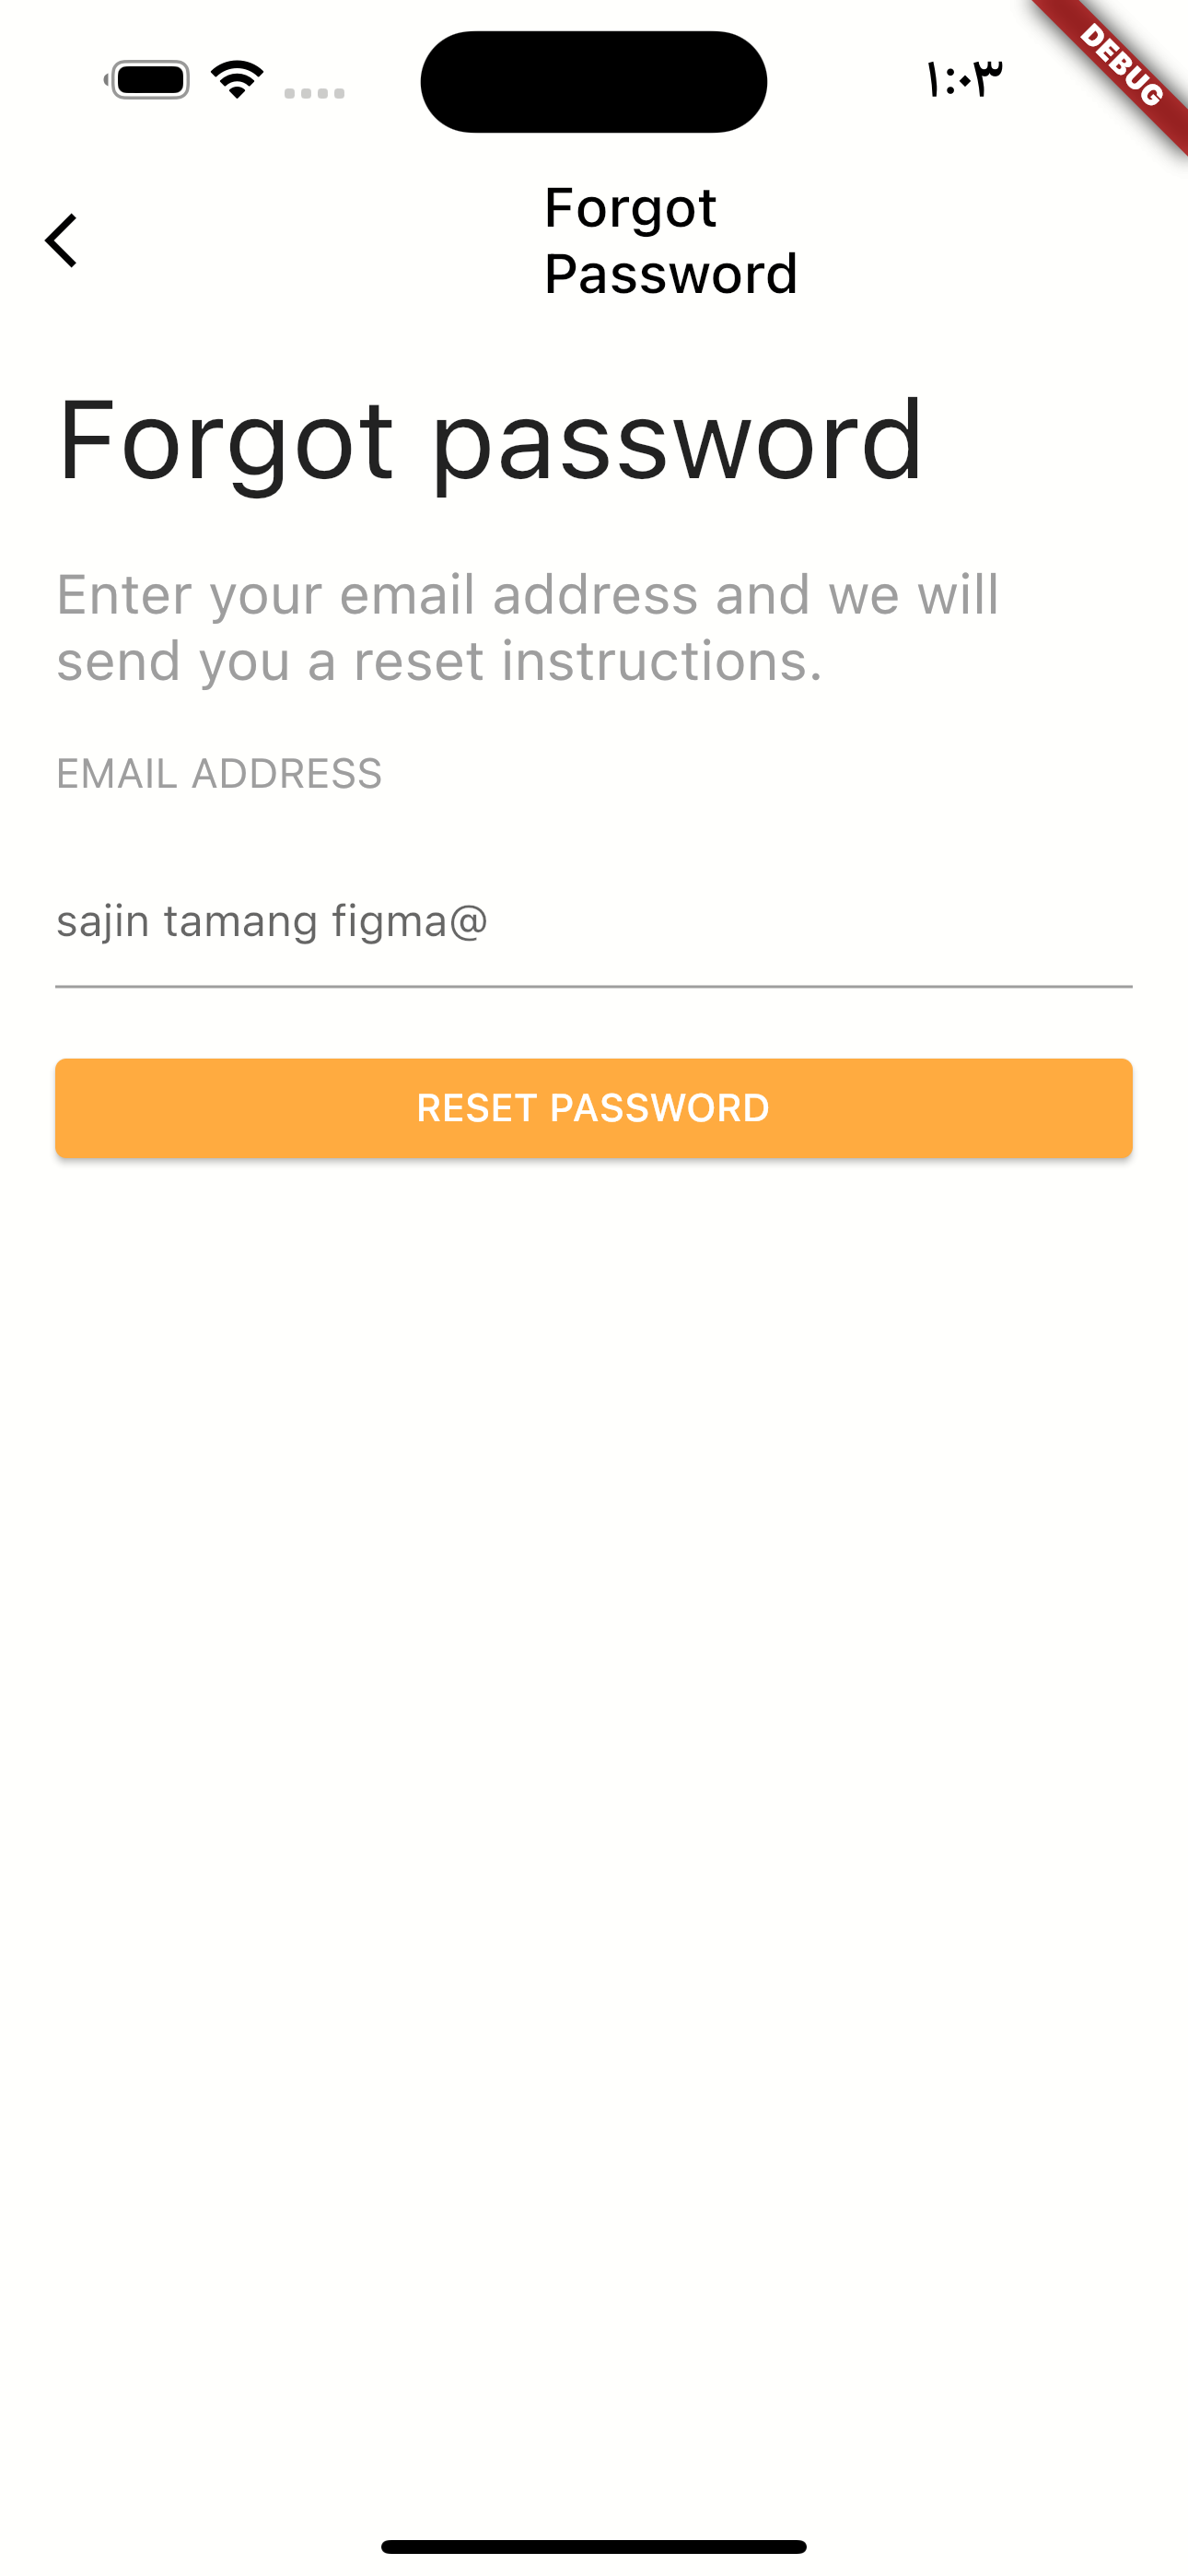 ١:٠٣
DEBUG
Forgot
Password
Forgot password
Enter your email address and we will
send you a reset instructions.
EMAIL ADDRESS
sajin tamang figma@
RESET PASSWORD